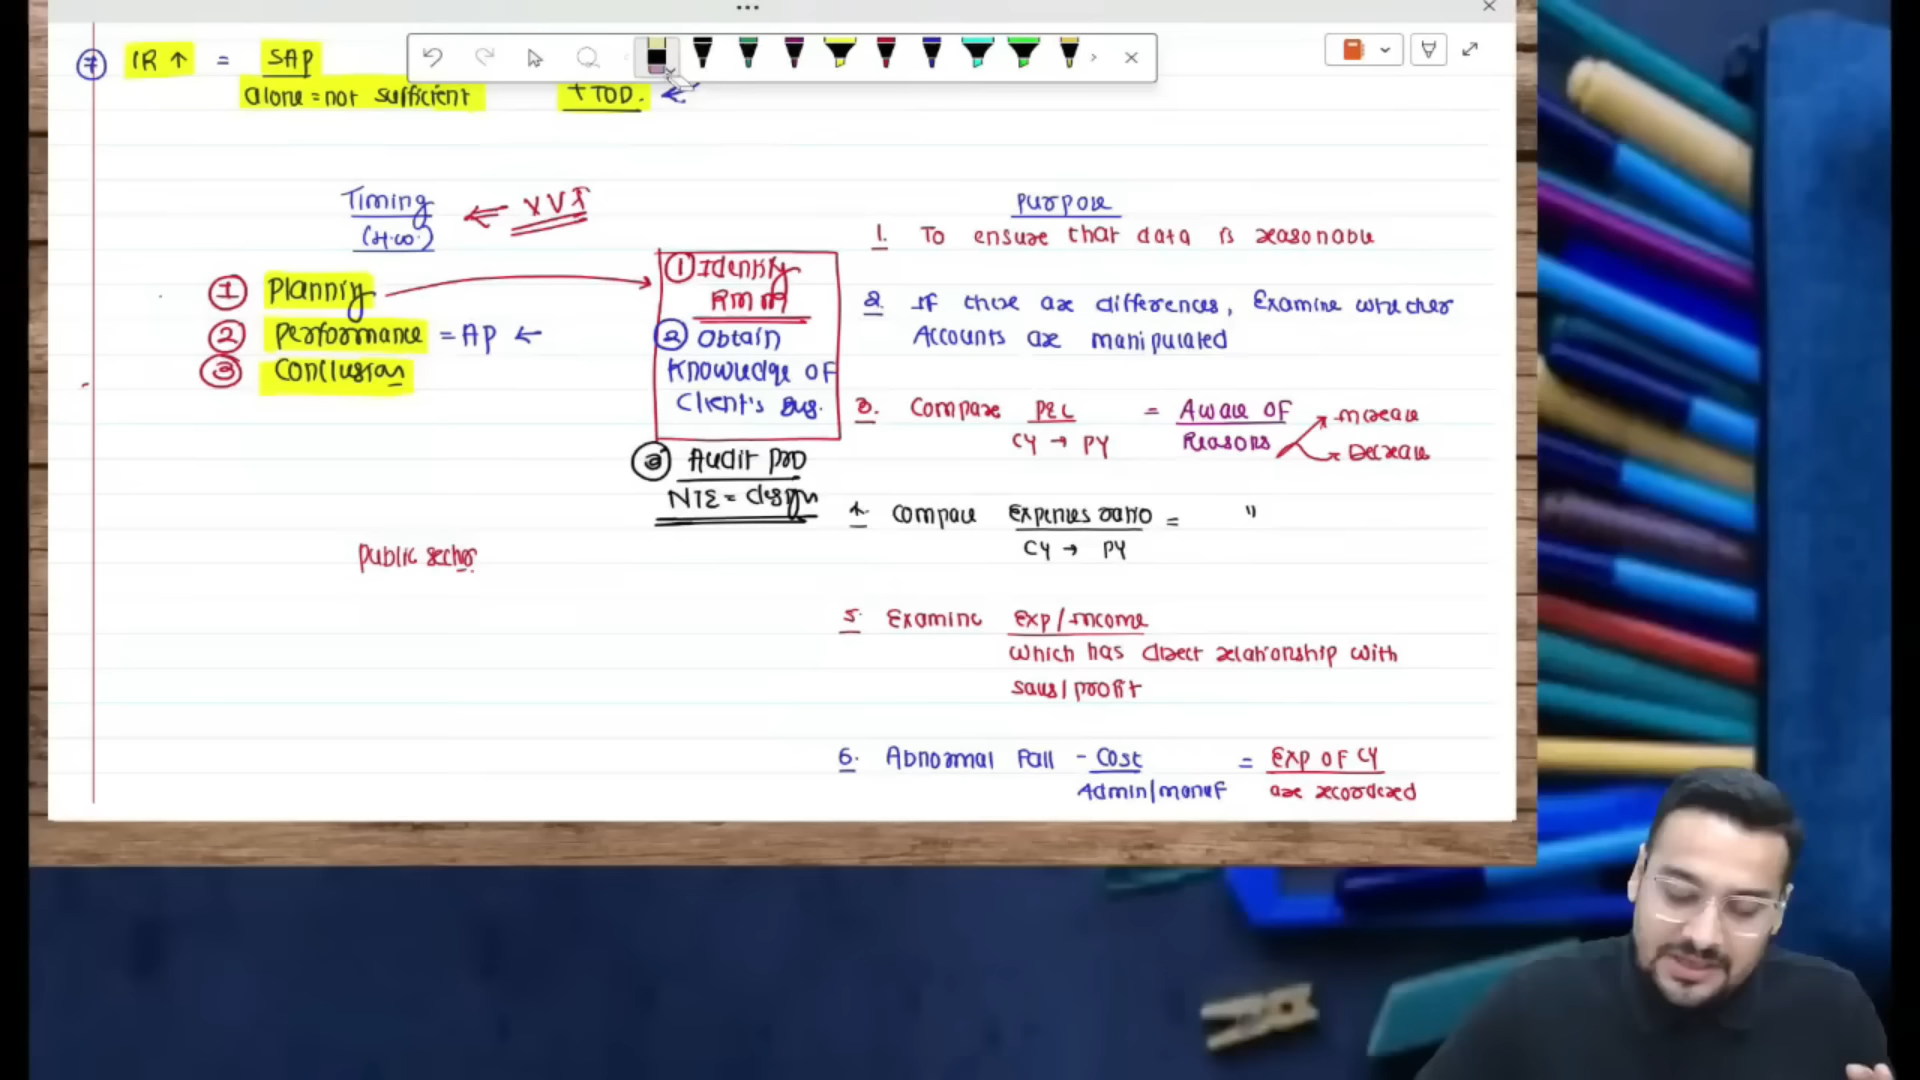 7 IR ↑ = SAP
alone = not sufficient + TOD. ←
Timing
(H.W.)
← VVI
① Planning
② Performance = AP ←
③ Conclusion
① Identify
RMM
② Obtain
Knowledge of
Client's Bus.
③ Audit pro
NTE = design
Public sector
Purpose
1. To ensure that data is reasonable
2. If there are differences, Examine whether
Accounts are manipulated
3. Compare P&L = Aware of Increase
CY → PY Reasons Decrease
4. Compare Expenses ratio = "
CY → PY
5. Examine Exp/Income
which has direct relationship with
sales/profit
6. Abnormal Fall - Cost = Exp of CY
Admin/manuf are recorded